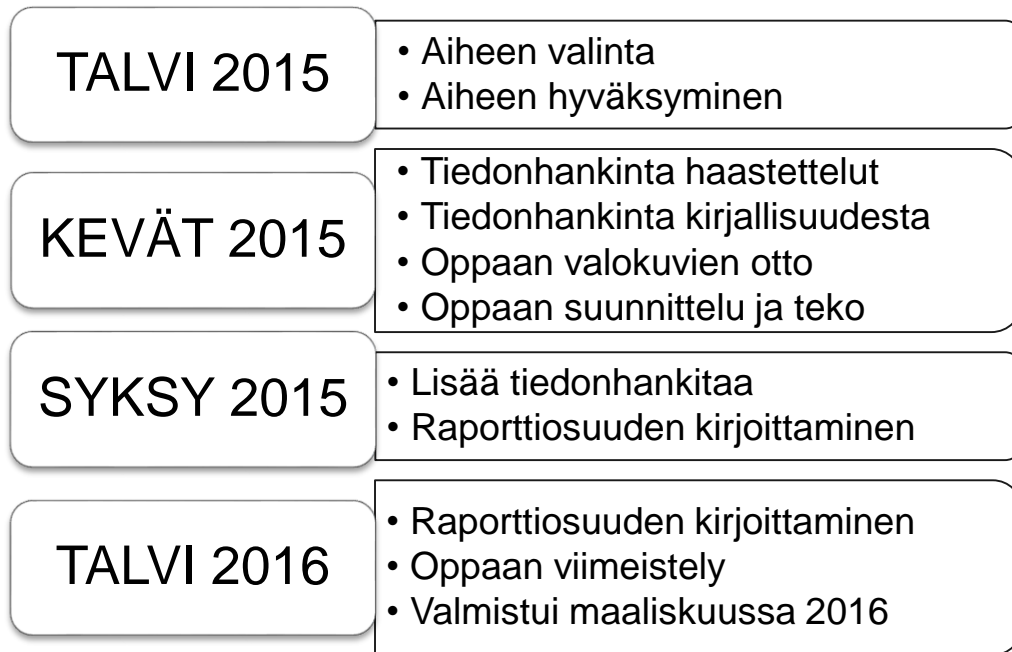 TALVI 2015
• Aiheen valinta
• Aiheen hyväksyminen
KEVÄT 2015
• Tiedonhankinta haastettelut
• Tiedonhankinta kirjallisuudesta
• Oppaan valokuvien otto
• Oppaan suunnittelu ja teko
SYKSY 2015
• Lisää tiedonhankitaa
• Raporttiosuuden kirjoittaminen
TALVI 2016
• Raporttiosuuden kirjoittaminen
• Oppaan viimeistely
• Valmistui maaliskuussa 2016